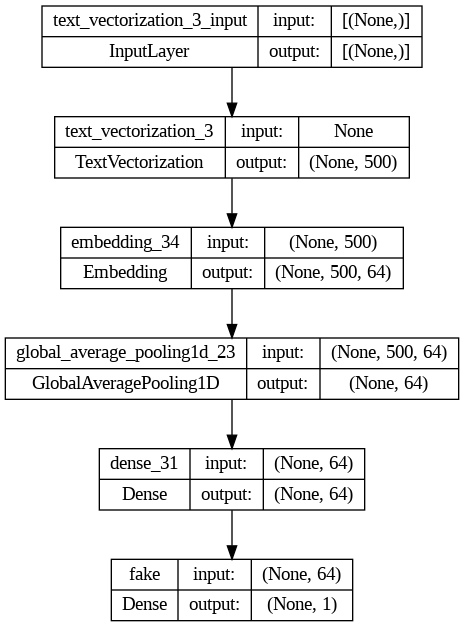 text_vectorization_3_input input: [(None,)]
InputLayer output: [(None,)]
text_vectorization_3 input: None
TextVectorization output: (None, 500)
embedding_34 input: (None, 500)
Embedding output: (None, 500, 64)
global_average_pooling1d_23 input: (None, 500, 64)
GlobalAveragePooling1D output: (None, 64)
dense_31 input: (None, 64)
Dense output: (None, 64)
fake input: (None, 64)
Dense output: (None, 1)